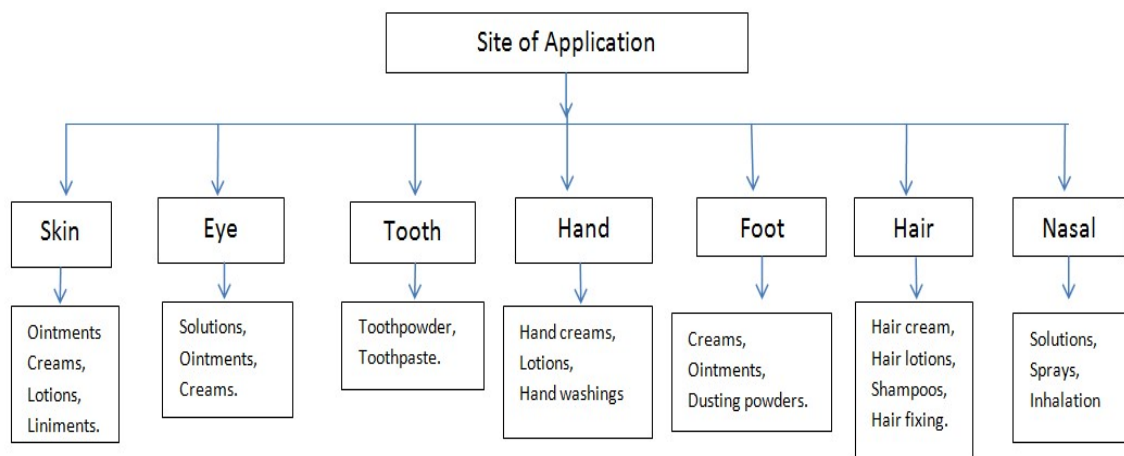 Site of Application
Skin
Eye
Tooth
Hand
Foot
Hair
Nasal
Ointments
Creams,
Lotions,
Liniments.
Solutions,
Ointments,
Creams.
Toothpowder,
Toothpaste.
Hand creams,
Lotions,
Hand washings
Creams,
Ointments,
Dusting powders.
Hair cream,
Hair lotions,
Shampoos,
Hair fixing.
Solutions,
Sprays,
Inhalation